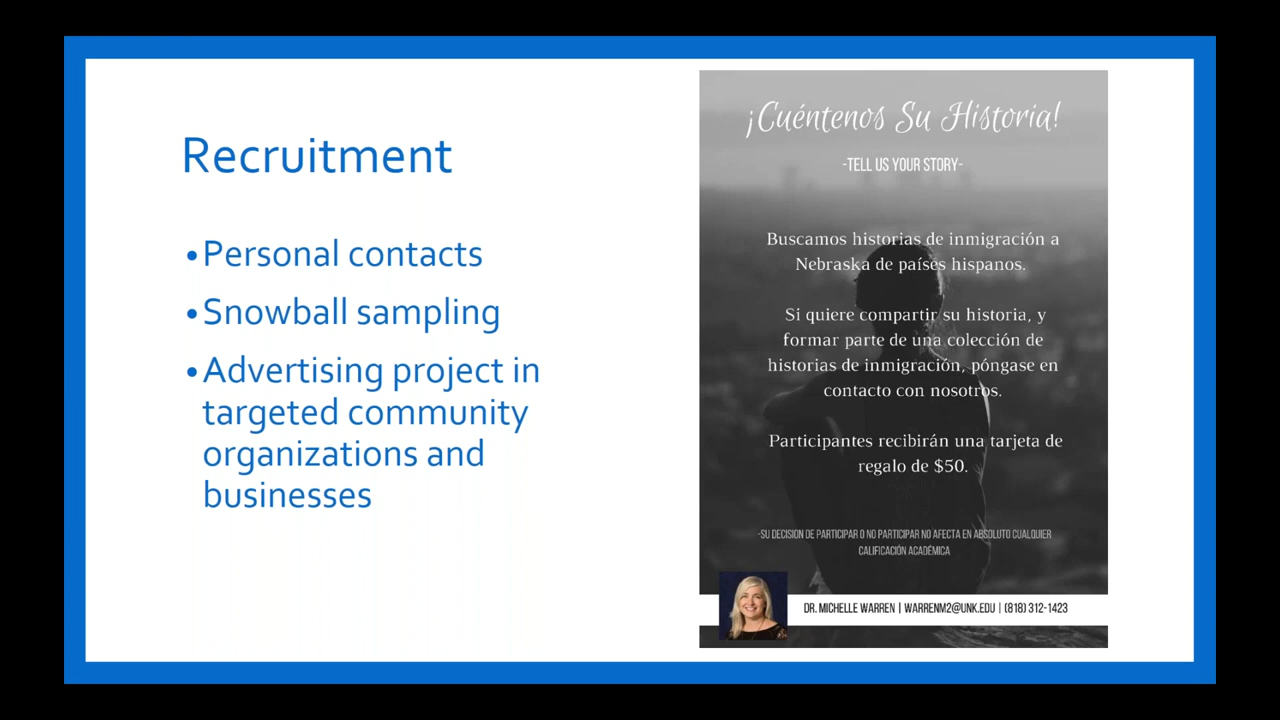 Recruitment
•Personal contacts
•Snowball sampling
•Advertising project in
targeted community
organizations and
businesses
¡Cuéntenos Su Historia!
-TELL US YOUR STORY-
Buscamos historias de inmigración a
Nebraska de países hispanos.
Si quiere compartir su historia, y
formar parte de una colección de
historias de inmigración, póngase en
contacto con nosotros.
Participantes recibirán una tarjeta de
regalo de $50.
-SU DECISION DE PARTICIPAR O NO PARTICIPAR NO AFECTA EN ABSOLUTO CUALQUIER
CALIFICACIÓN ACADÉMICA
DR. MICHELLE WARREN | WARRENM2@UNK.EDU | (818) 312-1423